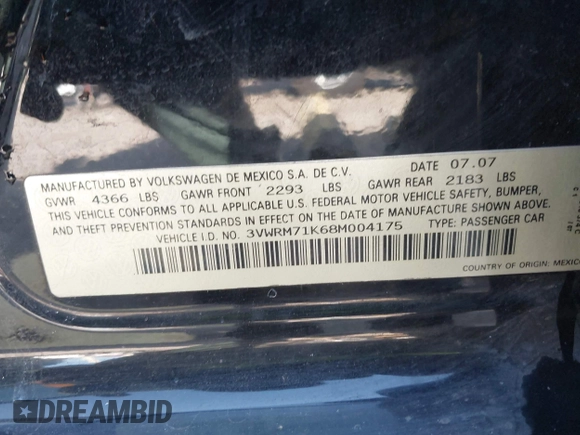 MANUFACTURED BY VOLKSWAGEN DE MEXICO S.A. DE C.V. DATE 07.07
GVWR 4366 LBS GAWR FRONT 2293 LBS GAWR REAR 2183 LBS
THIS VEHICLE CONFORMS TO ALL APPLICABLE U.S. FEDERAL MOTOR VEHICLE SAFETY, BUMPER,
AND THEFT PREVENTION STANDARDS IN EFFECT ON THE DATE OF MANUFACTURE SHOWN ABOVE.
VEHICLE I.D. NO. 3VWRM71K68M004175 TYPE: PASSENGER CAR
COUNTRY OF ORIGIN: MEXICO
DREAMBID